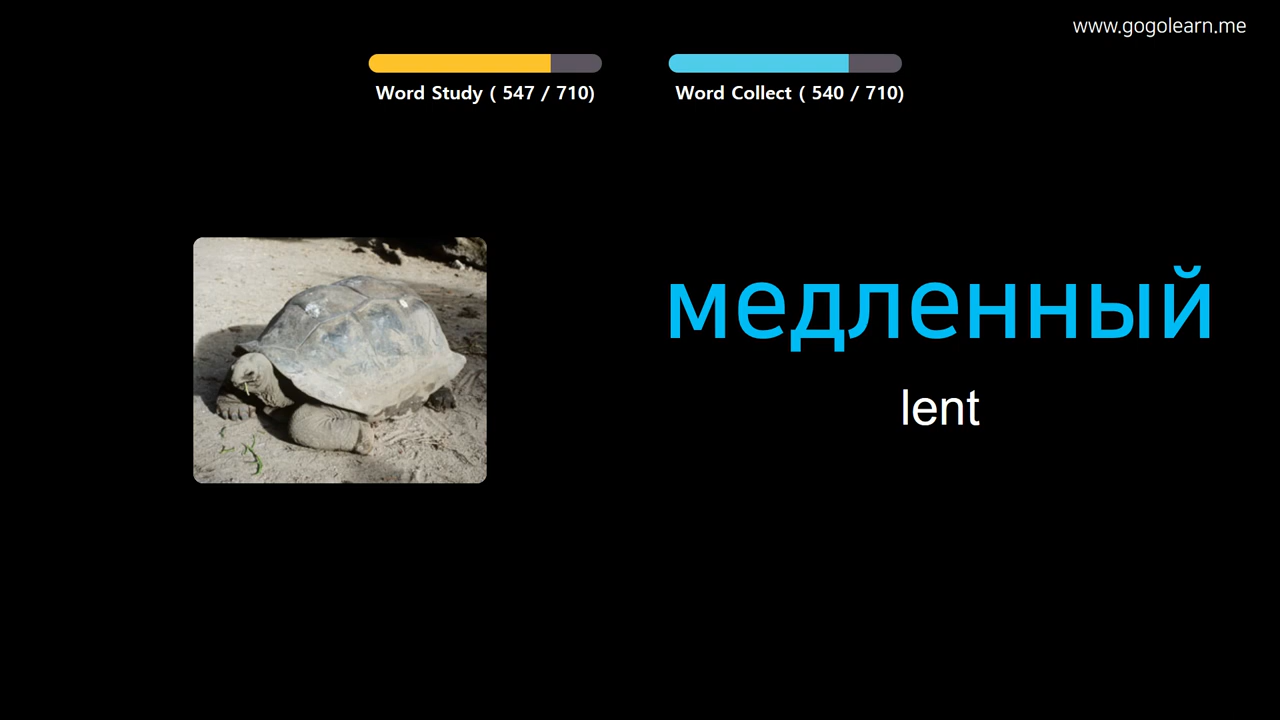 www.gogolearn.me
Word Study ( 547 / 710)
Word Collect ( 540 / 710)
медленный
lent